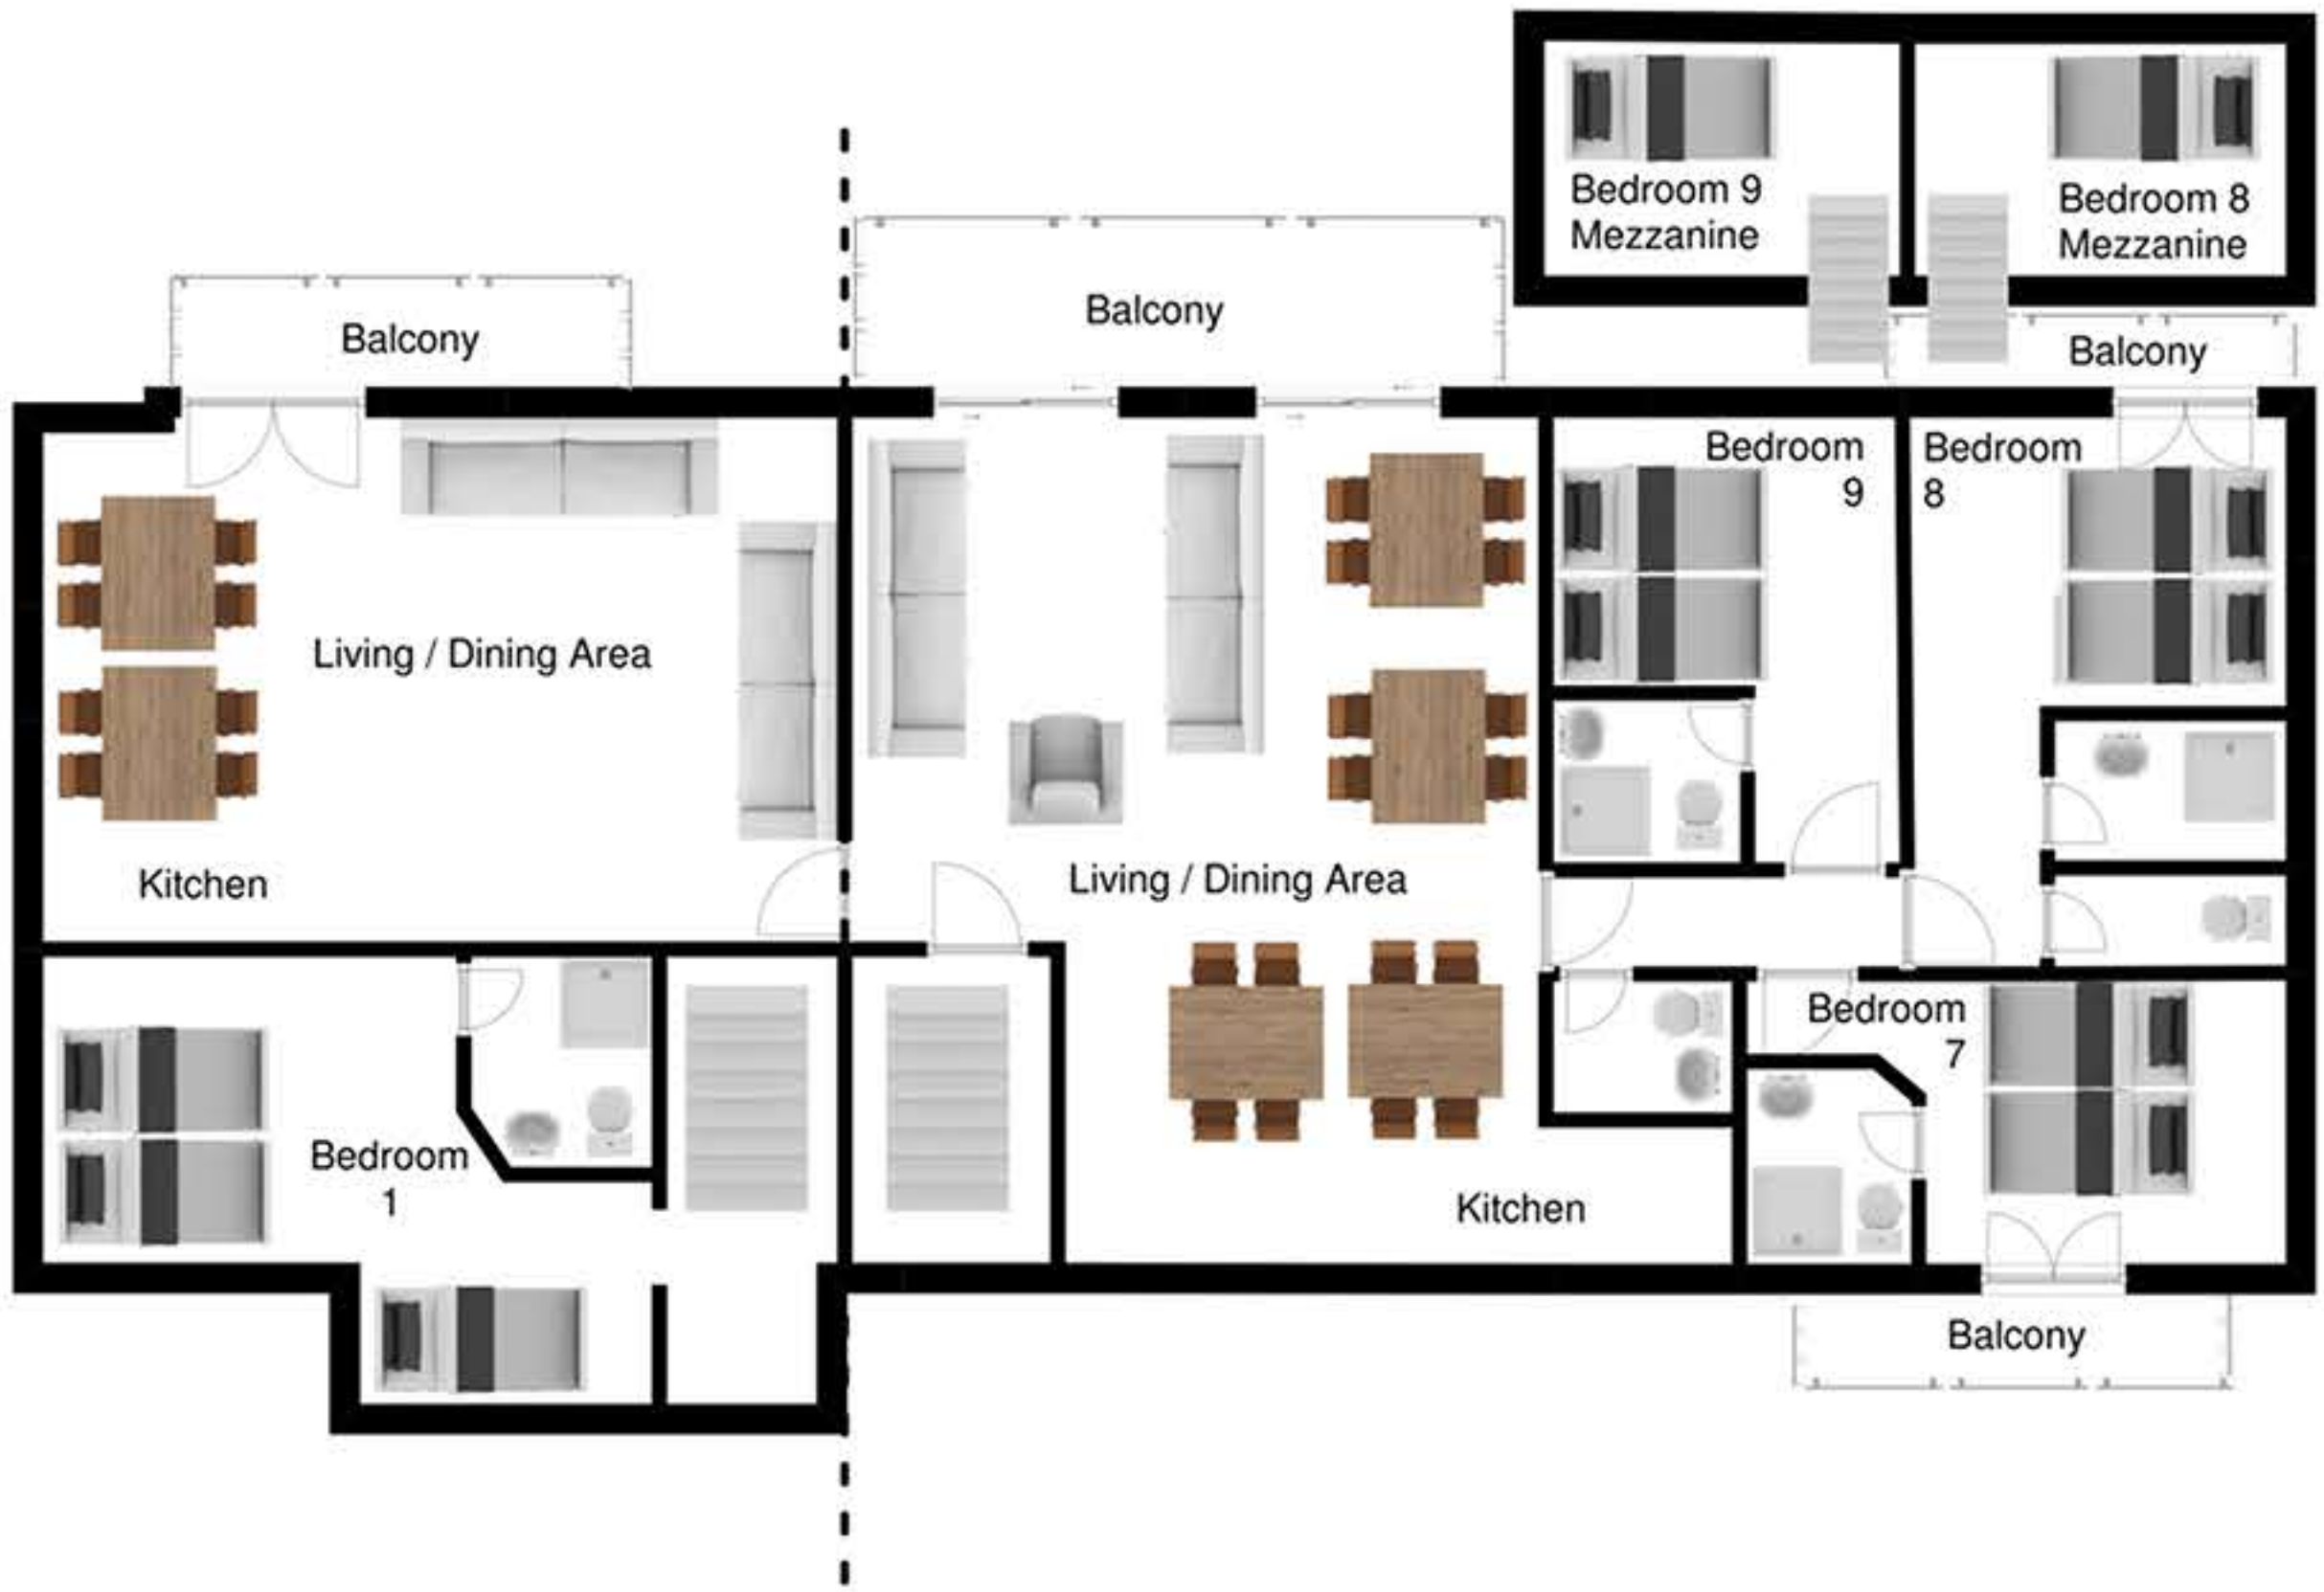 Bedroom 9
Mezzanine
Bedroom 8
Mezzanine
Balcony
Balcony
Balcony
Bedroom
9
Bedroom
8
Living / Dining Area
Kitchen
Living / Dining Area
Bedroom
7
Bedroom
1
Kitchen
Balcony